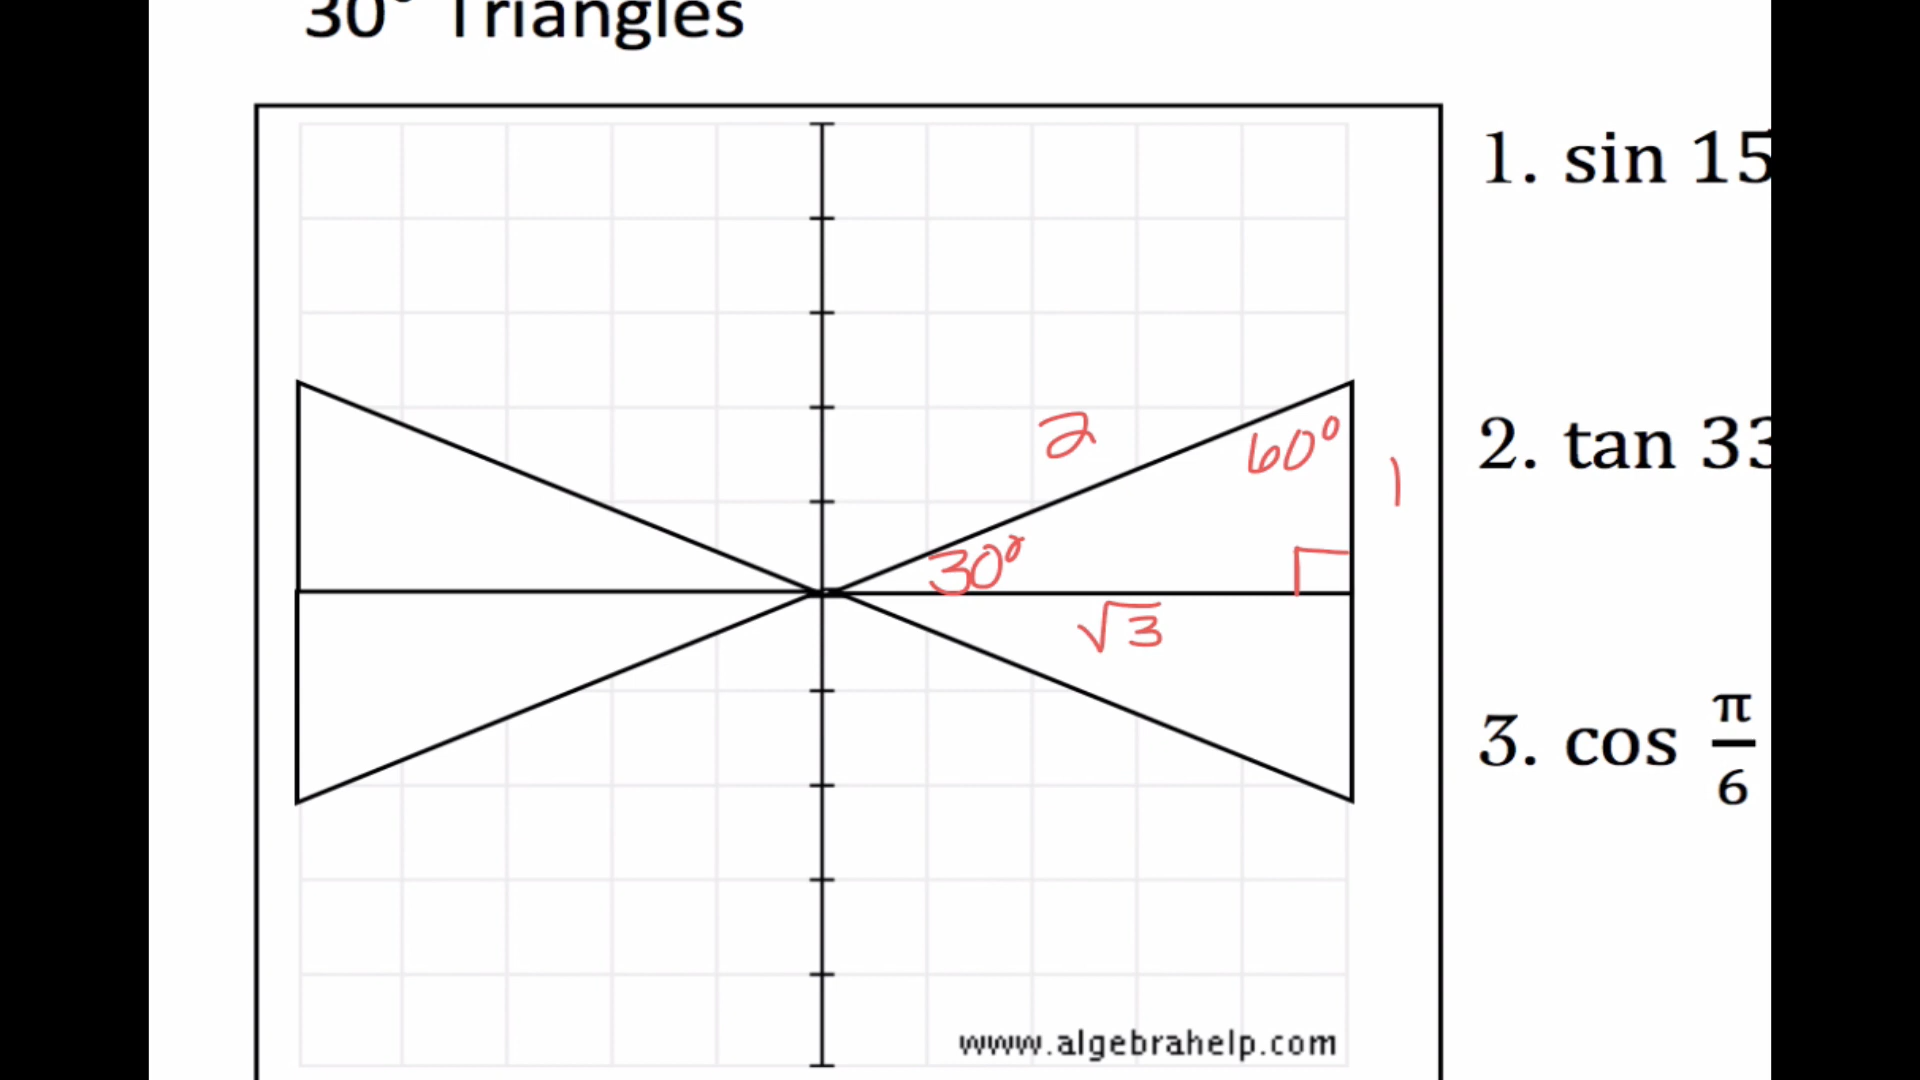 30° Triangles
1. sin 15
2. tan 33
3. cos π/6
2
60°
1
30°
√3
www.algebrahelp.com